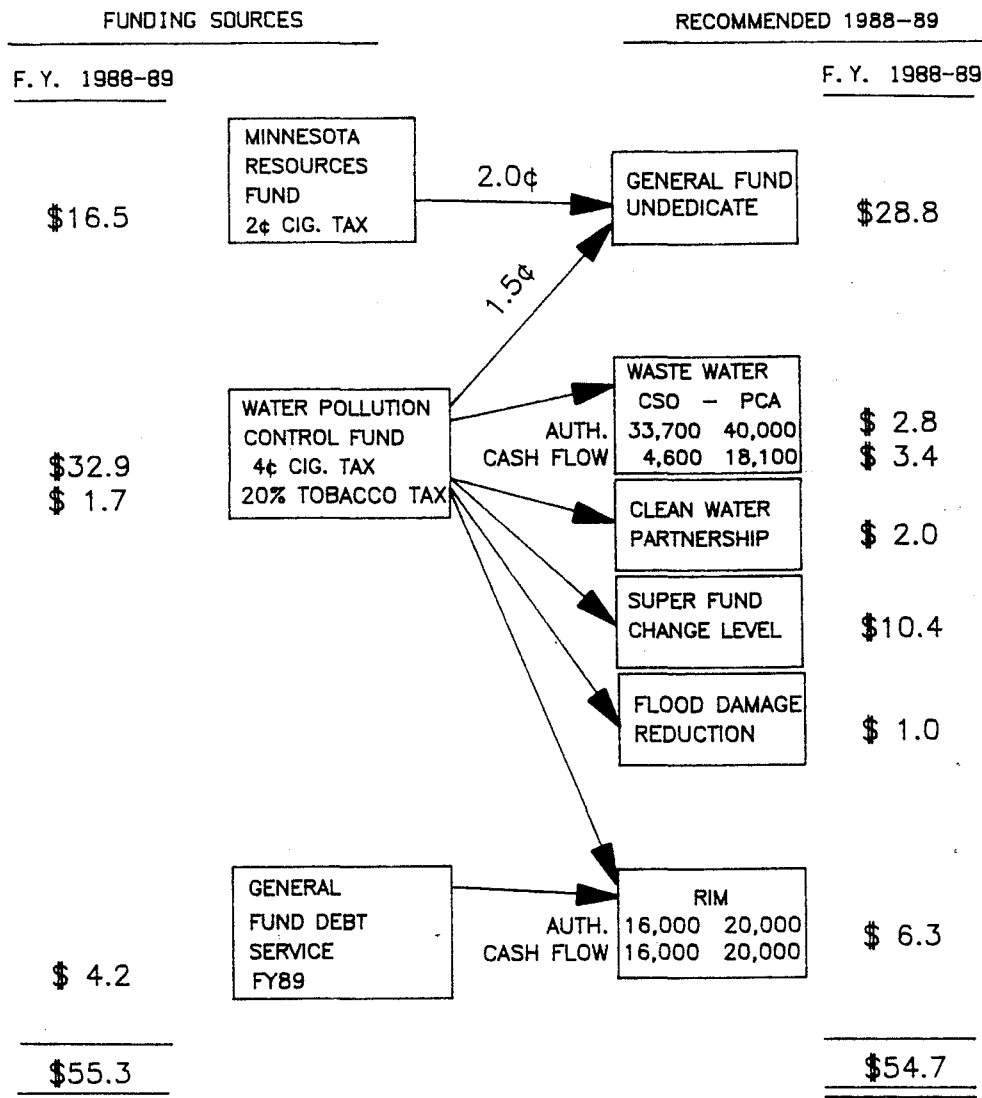 FUNDING SOURCES
RECOMMENDED 1988-89
F.Y. 1988-89
F.Y. 1988-89
MINNESOTA
RESOURCES
FUND
2¢ CIG. TAX
$16.5
2.0¢
GENERAL FUND
UNDEDICATE
$28.8
1.5¢
WATER POLLUTION
CONTROL FUND
4¢ CIG. TAX
20% TOBACCO TAX
$32.9
$ 1.7
WASTE WATER
CSO - PCA
AUTH. 33,700 40,000
CASH FLOW 4,600 18,100
$ 2.8
$ 3.4
CLEAN WATER
PARTNERSHIP
$ 2.0
SUPER FUND
CHANGE LEVEL
$10.4
FLOOD DAMAGE
REDUCTION
$ 1.0
GENERAL
FUND DEBT
SERVICE
FY89
$ 4.2
RIM
AUTH. 16,000 20,000
CASH FLOW 16,000 20,000
$ 6.3
$55.3
$54.7